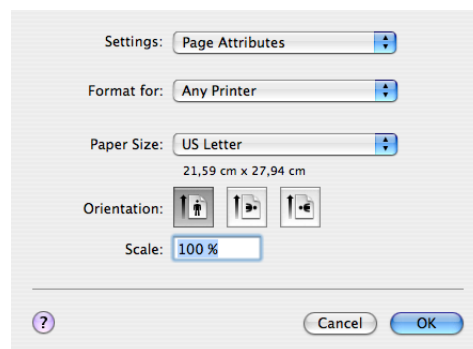 Settings: Page Attributes
Format for: Any Printer
Paper Size: US Letter
21,59 cm x 27,94 cm
Orientation:
Scale: 100 %
? Cancel OK